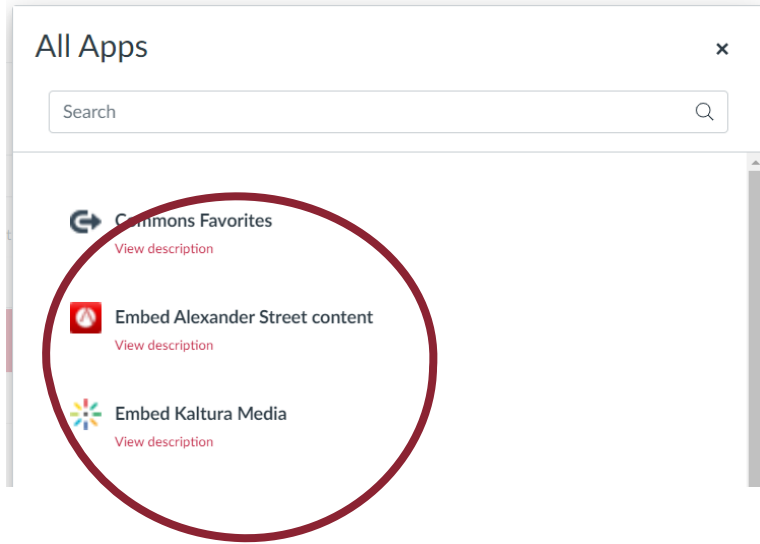 All Apps
Search
Commons Favorites
View description
Embed Alexander Street content
View description
Embed Kaltura Media
View description